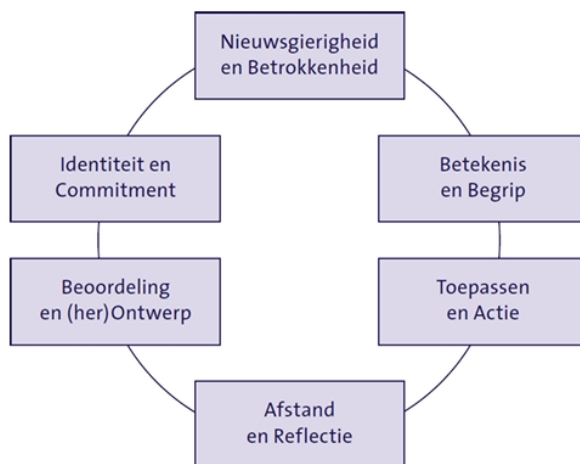 Nieuwsgierigheid
en Betrokkenheid
Betekenis
en Begrip
Toepassen
en Actie
Afstand
en Reflectie
Beoordeling
en (her)Ontwerp
Identiteit en
Commitment